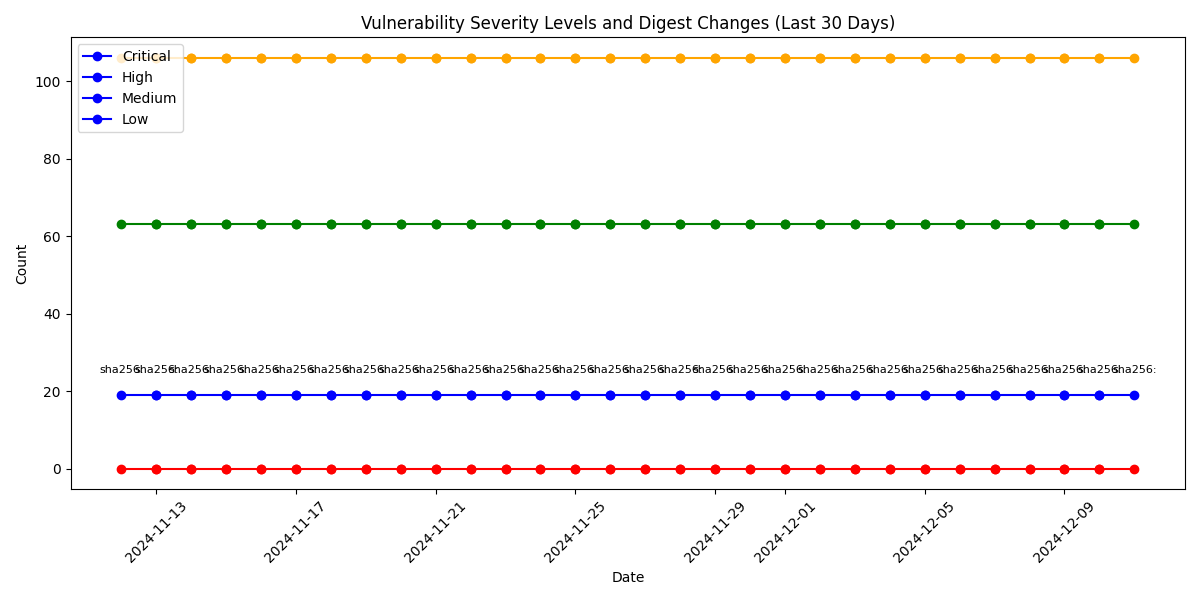 Vulnerability Severity Levels and Digest Changes (Last 30 Days)
Critical
High
Medium
Low
100
80
60
40
20
0
Count
sha256: sha256: sha256: sha256: sha256: sha256: sha256: sha256: sha256: sha256: sha256: sha256: sha256: sha256: sha256: sha256: sha256: sha256: sha256: sha256: sha256: sha256: sha256: sha256: sha256: sha256: sha256: sha256: sha256: sha256:
2024-11-13
2024-11-17
2024-11-21
2024-11-25
2024-11-29
2024-12-01
2024-12-05
2024-12-09
Date